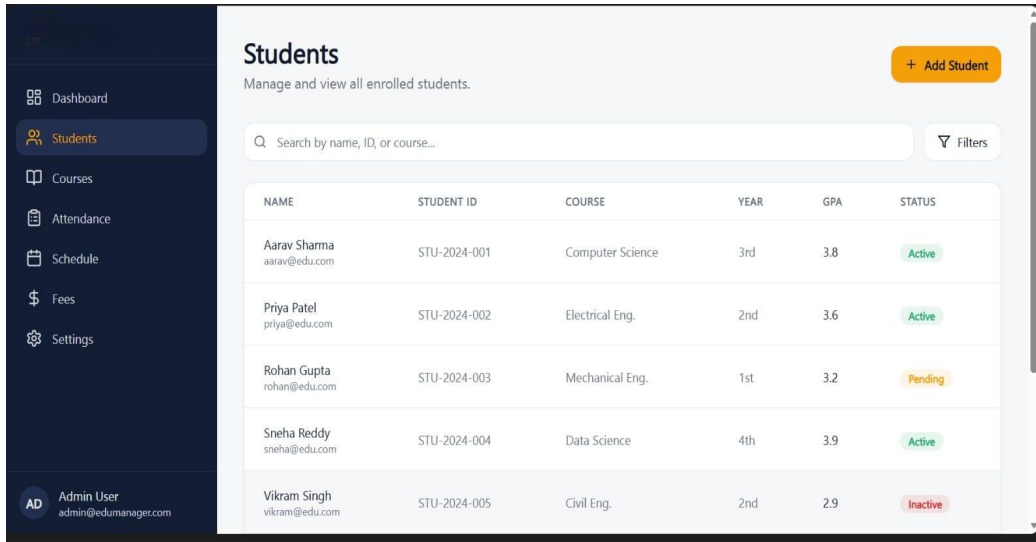 Dashboard
Students
Courses
Attendance
Schedule
Fees
Settings
AD
Admin User
admin@edumanager.com
Students
Manage and view all enrolled students.
+ Add Student
Search by name, ID, or course...
Filters
NAME STUDENT ID COURSE YEAR GPA STATUS
Aarav Sharma
aarav@edu.com
STU-2024-001 Computer Science 3rd 3.8 Active
Priya Patel
priya@edu.com
STU-2024-002 Electrical Eng. 2nd 3.6 Active
Rohan Gupta
rohan@edu.com
STU-2024-003 Mechanical Eng. 1st 3.2 Pending
Sneha Reddy
sneha@edu.com
STU-2024-004 Data Science 4th 3.9 Active
Vikram Singh
vikram@edu.com
STU-2024-005 Civil Eng. 2nd 2.9 Inactive